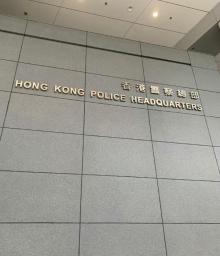 香港警察總部
HONG KONG POLICE HEADQUARTERS